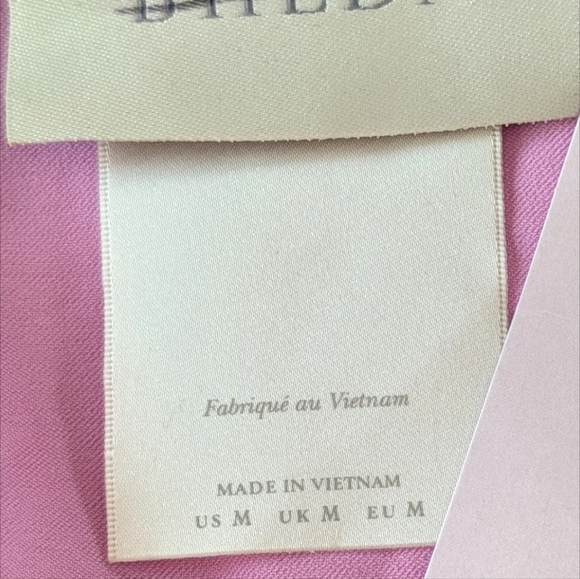 Fabriqué au Vietnam
MADE IN VIETNAM
US M UK M EU M